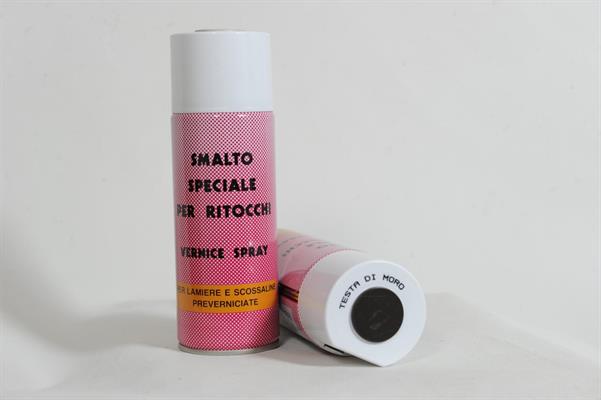 SMALTO
SPECIALE
PER RITOCCHI
VERNICE SPRAY
PER LAMIERE E SCOSSALINE
PREVERNICIATE
TESTA DI MORO